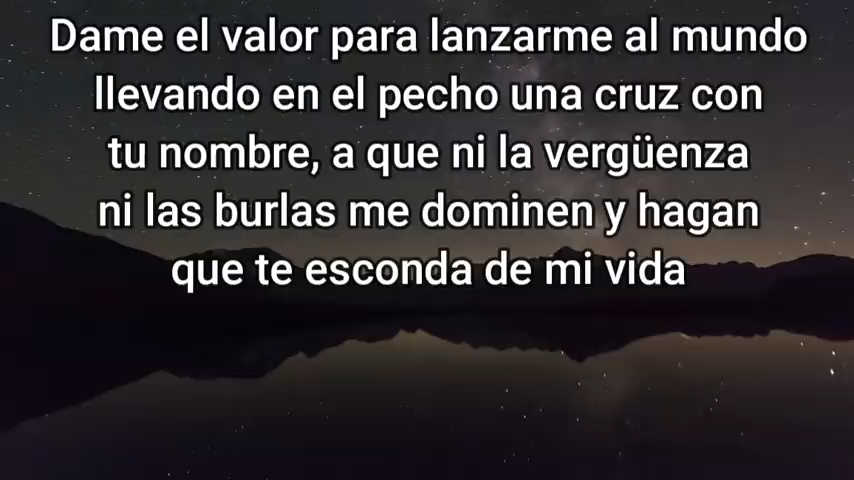 Dame el valor para lanzarme al mundo
llevando en el pecho una cruz con
tu nombre, a que ni la vergüenza
ni las burlas me dominen y hagan
que te esconda de mi vida